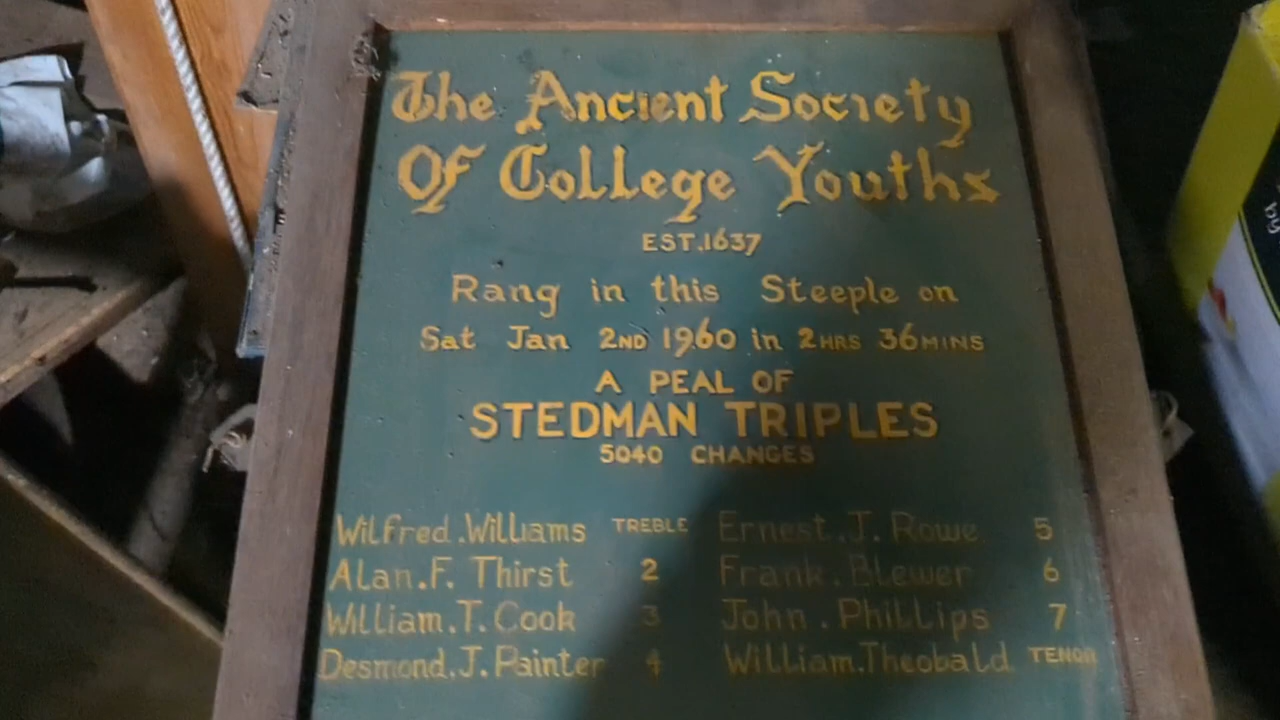 The Ancient Society
Of College Youths
EST.1637
Rang in this Steeple on
Sat Jan 2ND 1960 in 2HRS 36MINS
A PEAL OF
STEDMAN TRIPLES
5040 CHANGES
Wilfred.Williams TREBLE Ernest.J.Rowe 5
Alan.F.Thirst 2 Frank.Blewer 6
William.T.Cook 3 John.Phillips 7
Desmond.J.Painter 4 William.Theobald TENOR